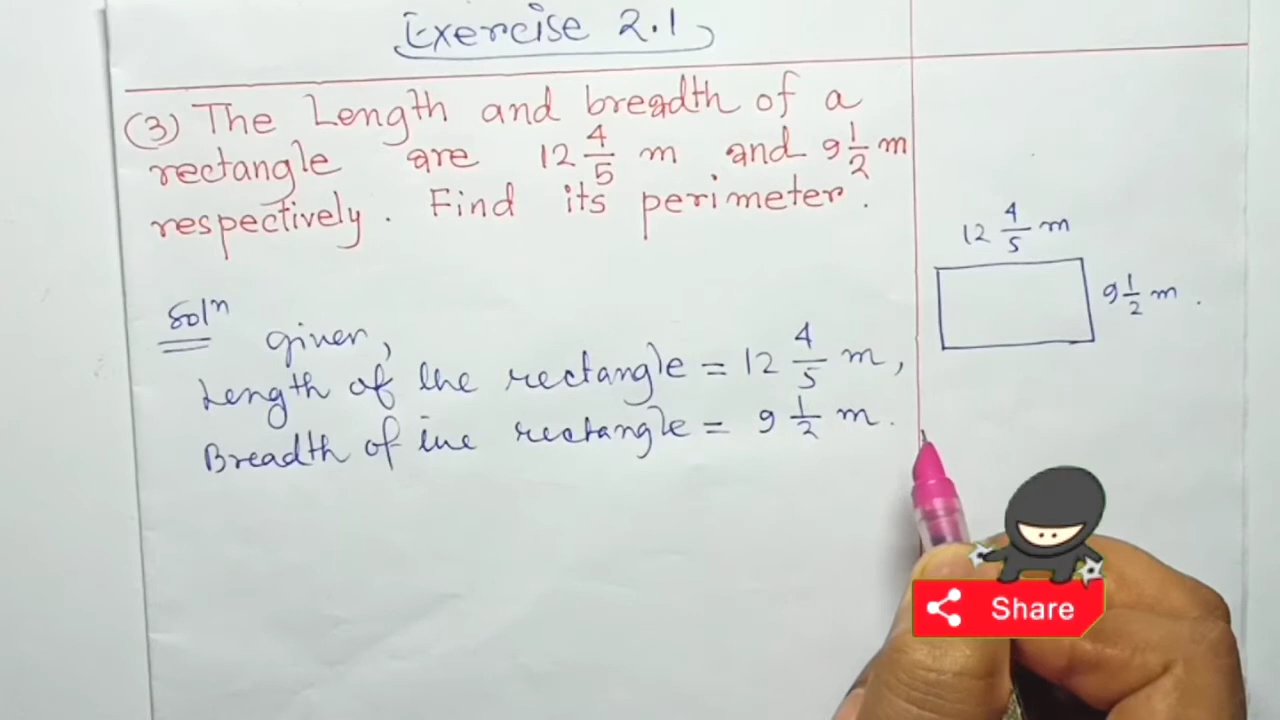 Exercise 2.1
(3) The Length and breadth of a
rectangle are 12 4/5 m and 9 1/2 m
respectively. Find its perimeter.
12 4/5 m
9 1/2 m.
Solⁿ
given,
Length of the rectangle = 12 4/5 m,
Breadth of the rectangle = 9 1/2 m.
Share